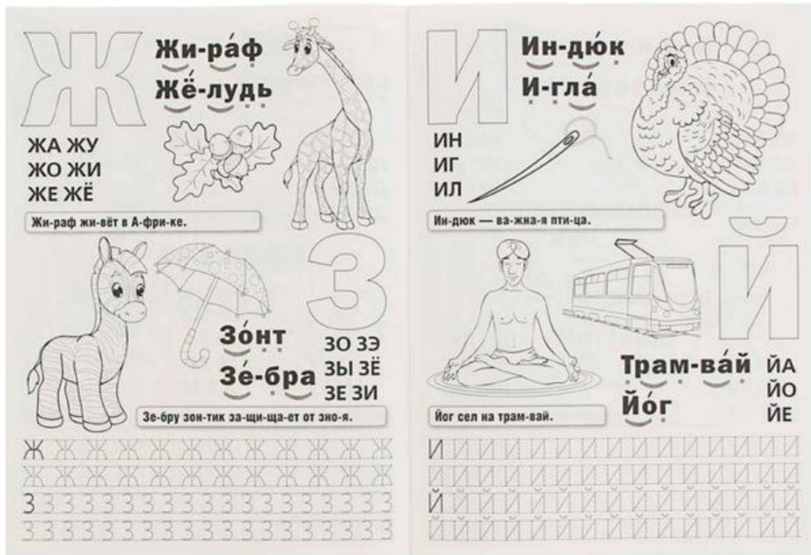 Ж
Жи-ра́ф
Жё-лудь
ЖА ЖУ
ЖО ЖИ
ЖЕ ЖЁ
Жи-раф жи-вёт в А-фри-ке.
З
Зо́нт
Зе́-бра
ЗО ЗЭ
ЗЫ ЗЁ
ЗЕ ЗИ
Зе-бру зон-тик за-щи-ща-ет от зно-я.
Ж Ж Ж Ж Ж Ж Ж Ж Ж Ж Ж Ж
Ж Ж Ж Ж Ж Ж Ж Ж Ж Ж Ж Ж
З З З З З З З З З З З З З З З З З З
З З З З З З З З З З З З З З З З З З
И
Ин-дю́к
И-гла́
ИН
ИГ
ИЛ
Ин-дюк — ва-жна-я пти-ца.
Й
Трам-ва́й
Йо́г
ЙА
ЙО
ЙЕ
Йог сел на трам-вай.
И И И И И И И И И И И И И И И
И И И И И И И И И И И И И И И
Й Й Й Й Й Й Й Й Й Й Й Й Й Й Й
Й Й Й Й Й Й Й Й Й Й Й Й Й Й Й